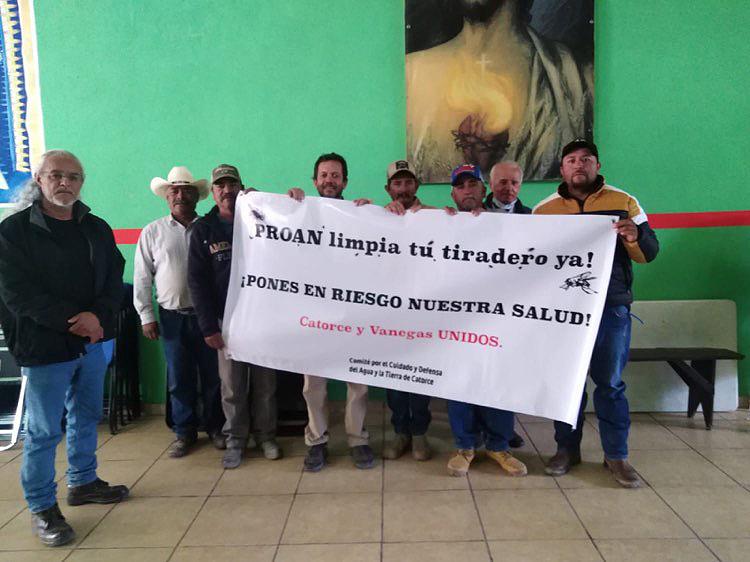 PROAN limpia tú tiradero ya!
¡PONES EN RIESGO NUESTRA SALUD!
Catorce y Vanegas UNIDOS.
Comité por el Cuidado y Defensa
del Agua y la Tierra de Catorce